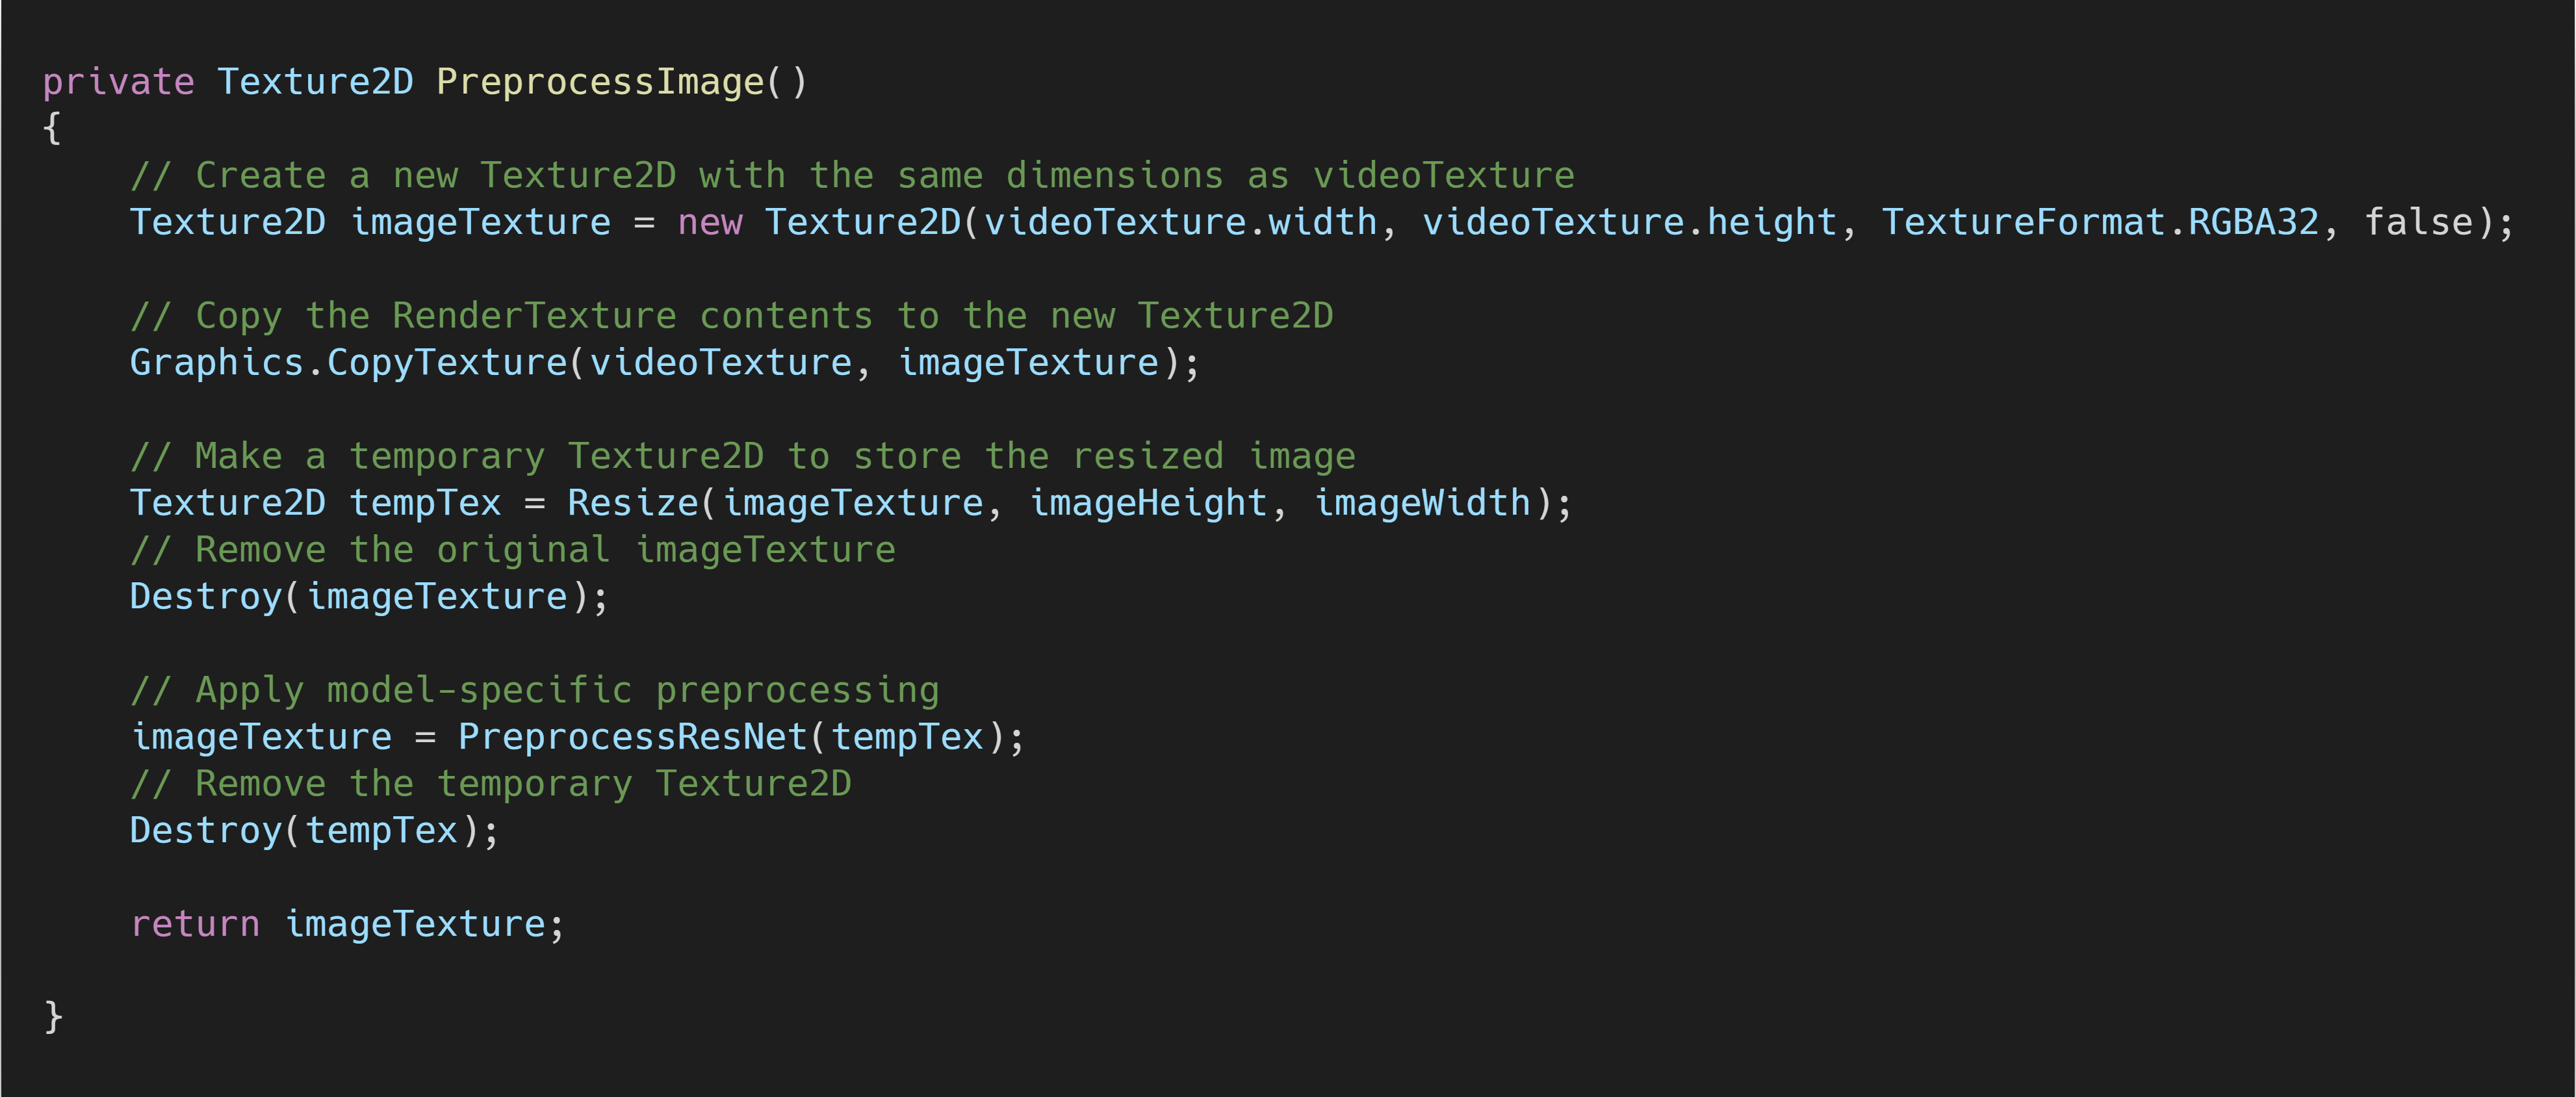 private Texture2D PreprocessImage()
{
    // Create a new Texture2D with the same dimensions as videoTexture
    Texture2D imageTexture = new Texture2D(videoTexture.width, videoTexture.height, TextureFormat.RGBA32, false);

    // Copy the RenderTexture contents to the new Texture2D
    Graphics.CopyTexture(videoTexture, imageTexture);

    // Make a temporary Texture2D to store the resized image
    Texture2D tempTex = Resize(imageTexture, imageHeight, imageWidth);
    // Remove the original imageTexture
    Destroy(imageTexture);

    // Apply model-specific preprocessing
    imageTexture = PreprocessResNet(tempTex);
    // Remove the temporary Texture2D
    Destroy(tempTex);

    return imageTexture;

}